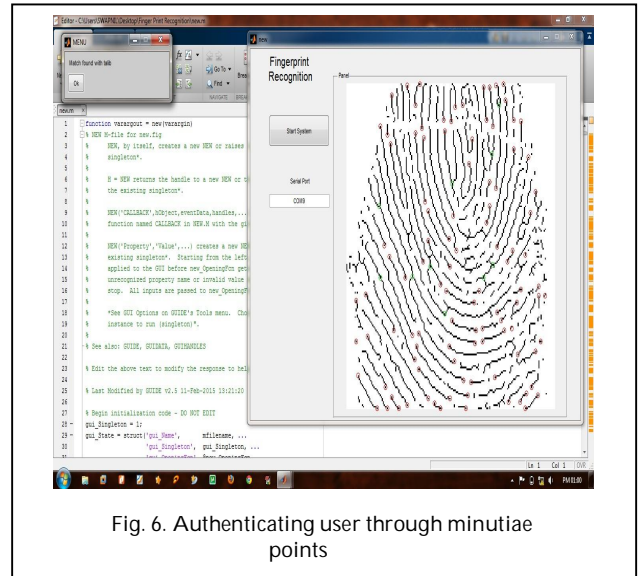 Editor - C:\Users\SWAPNIL\Desktop\Finger Print Recognition\new.m
MENU
Match found with talib
Ok
Go To
Find
NAVIGATE
new
Fingerprint
Recognition
Panel
Start System
Serial Port
COM9
new.m
1 function varargout = new(varargin)
2 % NEW M-file for new.fig
3 % NEW, by itself, creates a new NEW or raises
4 % singleton*.
5 %
6 % H = NEW returns the handle to a new NEW or
7 % the existing singleton*.
8 %
9 % NEW('CALLBACK',hObject,eventData,handles,...
10 % function named CALLBACK in NEW.M with the
11 %
12 % NEW('Property','Value',...) creates a new
13 % existing singleton*. Starting from the left
14 % applied to the GUI before new_OpeningFcn
15 % unrecognized property name or invalid value
16 % stop. All inputs are passed to
17 %
18 % *See GUI Options on GUIDE's Tools menu.
19 % instance to run (singleton)".
20 %
21 % See also: GUIDE, GUIDATA, GUIHANDLES
22
23 % Edit the above text to modify the response to
24
25 % Last Modified by GUIDE v2.5 11-Feb-2015 13:21:20
26
27 % Begin initialization code - DO NOT EDIT
28 - gui_Singleton = 1;
29 - gui_State = struct('gui_Name', mfilename, ...
30 'gui_Singleton', gui_Singleton, ...
Ln 1 Col 1 OVR
PM 01:00
Fig. 6. Authenticating user through minutiae
points